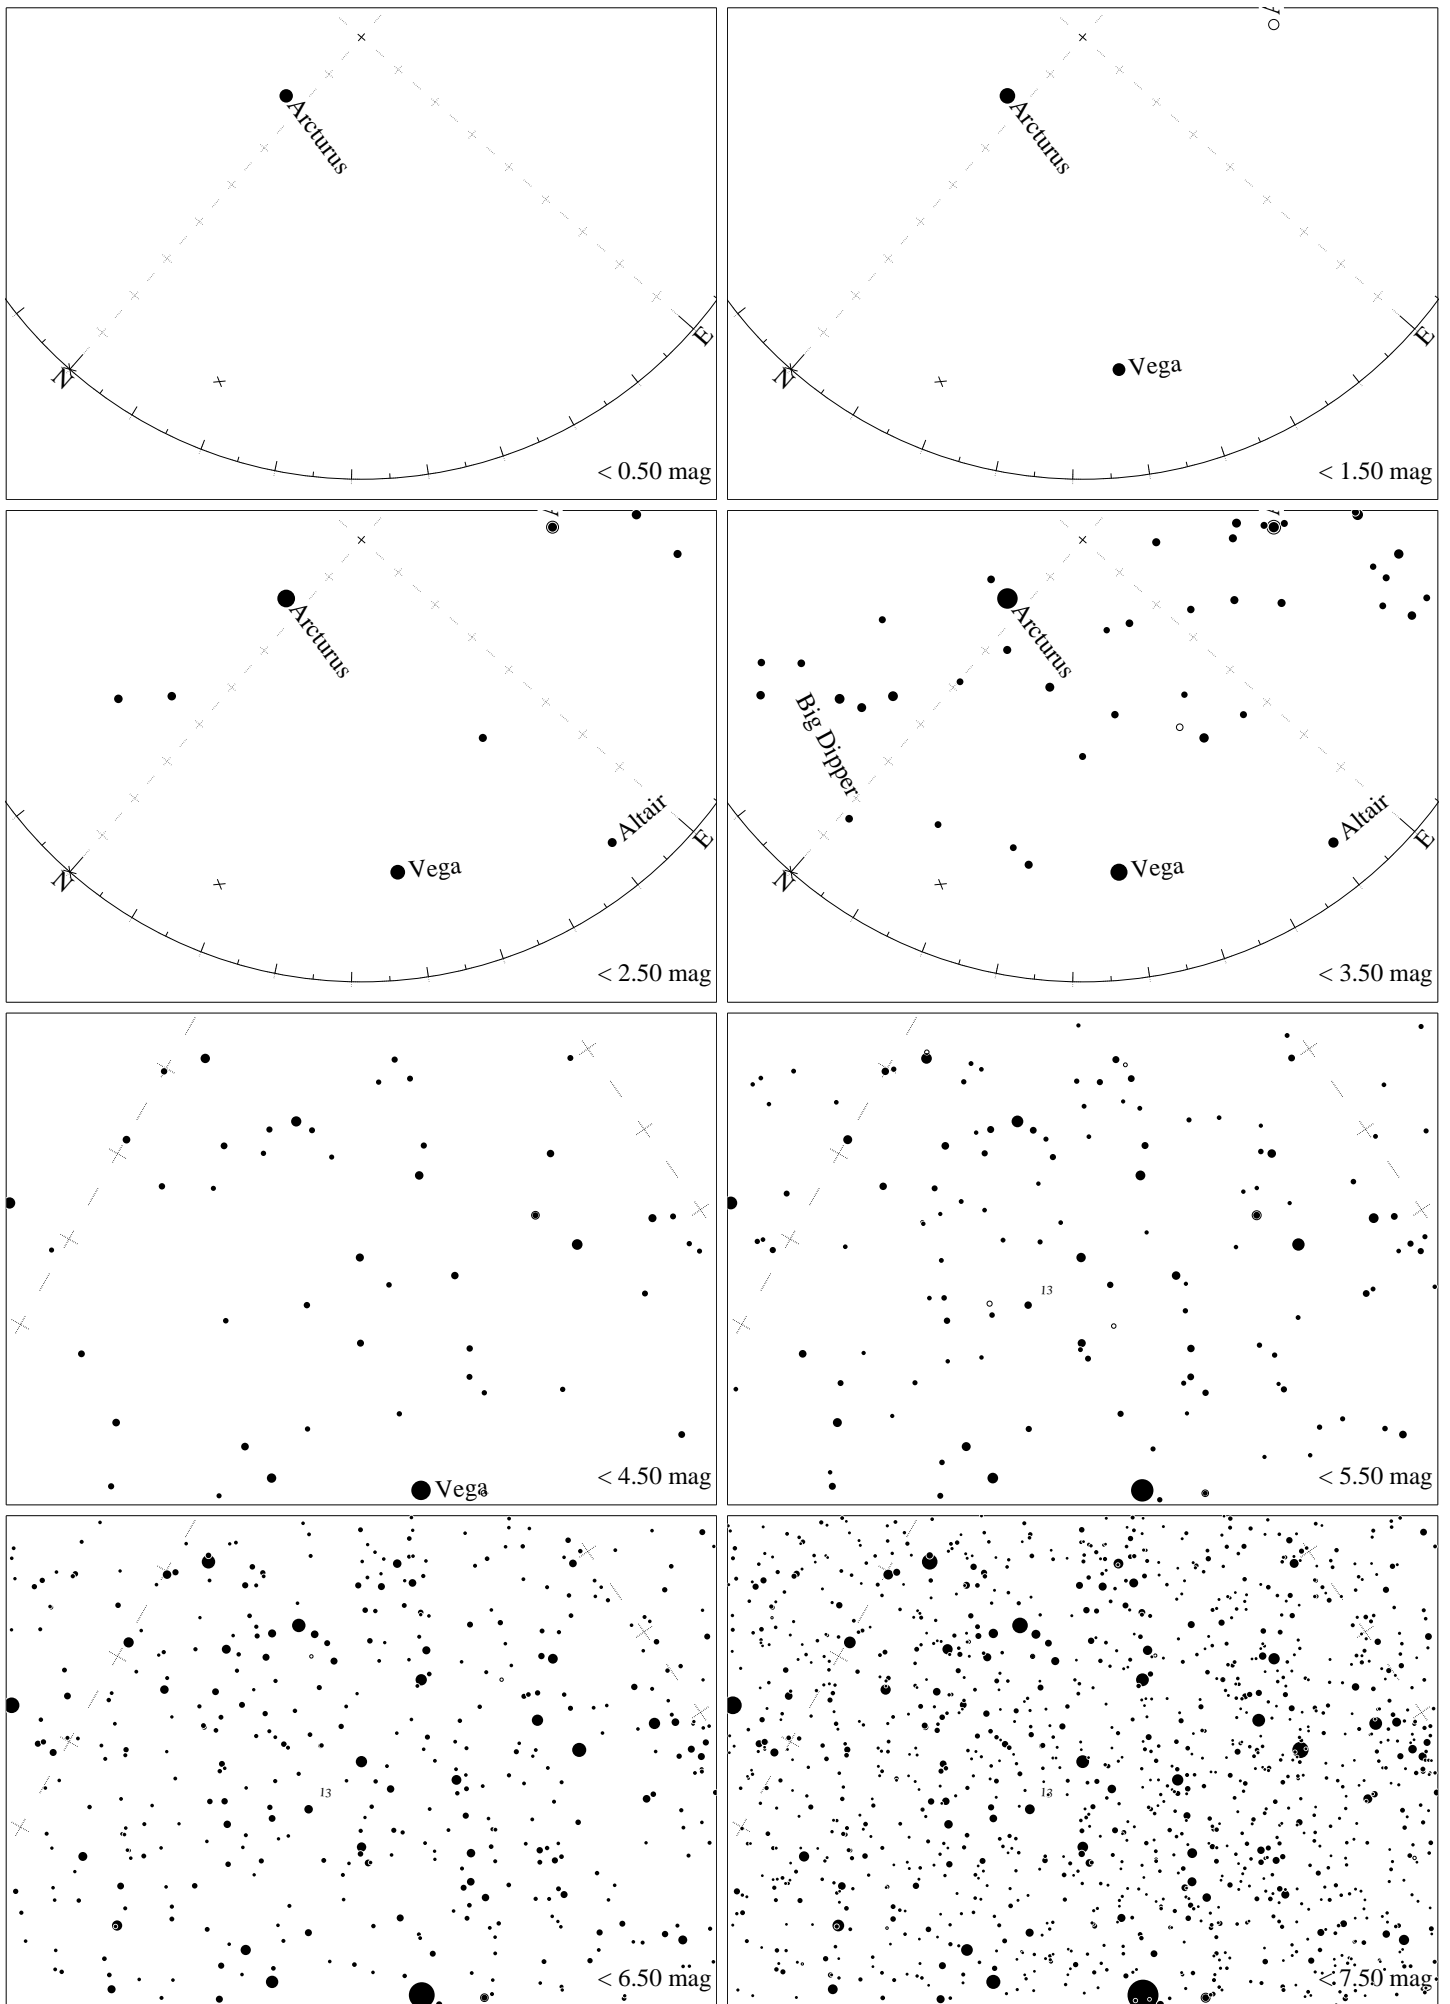 Arcturus
N
E
< 0.50 mag
Arcturus
Vega
N
E
< 1.50 mag
Arcturus
Altair
Vega
N
E
< 2.50 mag
Arcturus
Big Dipper
Altair
Vega
N
E
< 3.50 mag
Vega
< 4.50 mag
13
< 5.50 mag
13
< 6.50 mag
13
< 7.50 mag